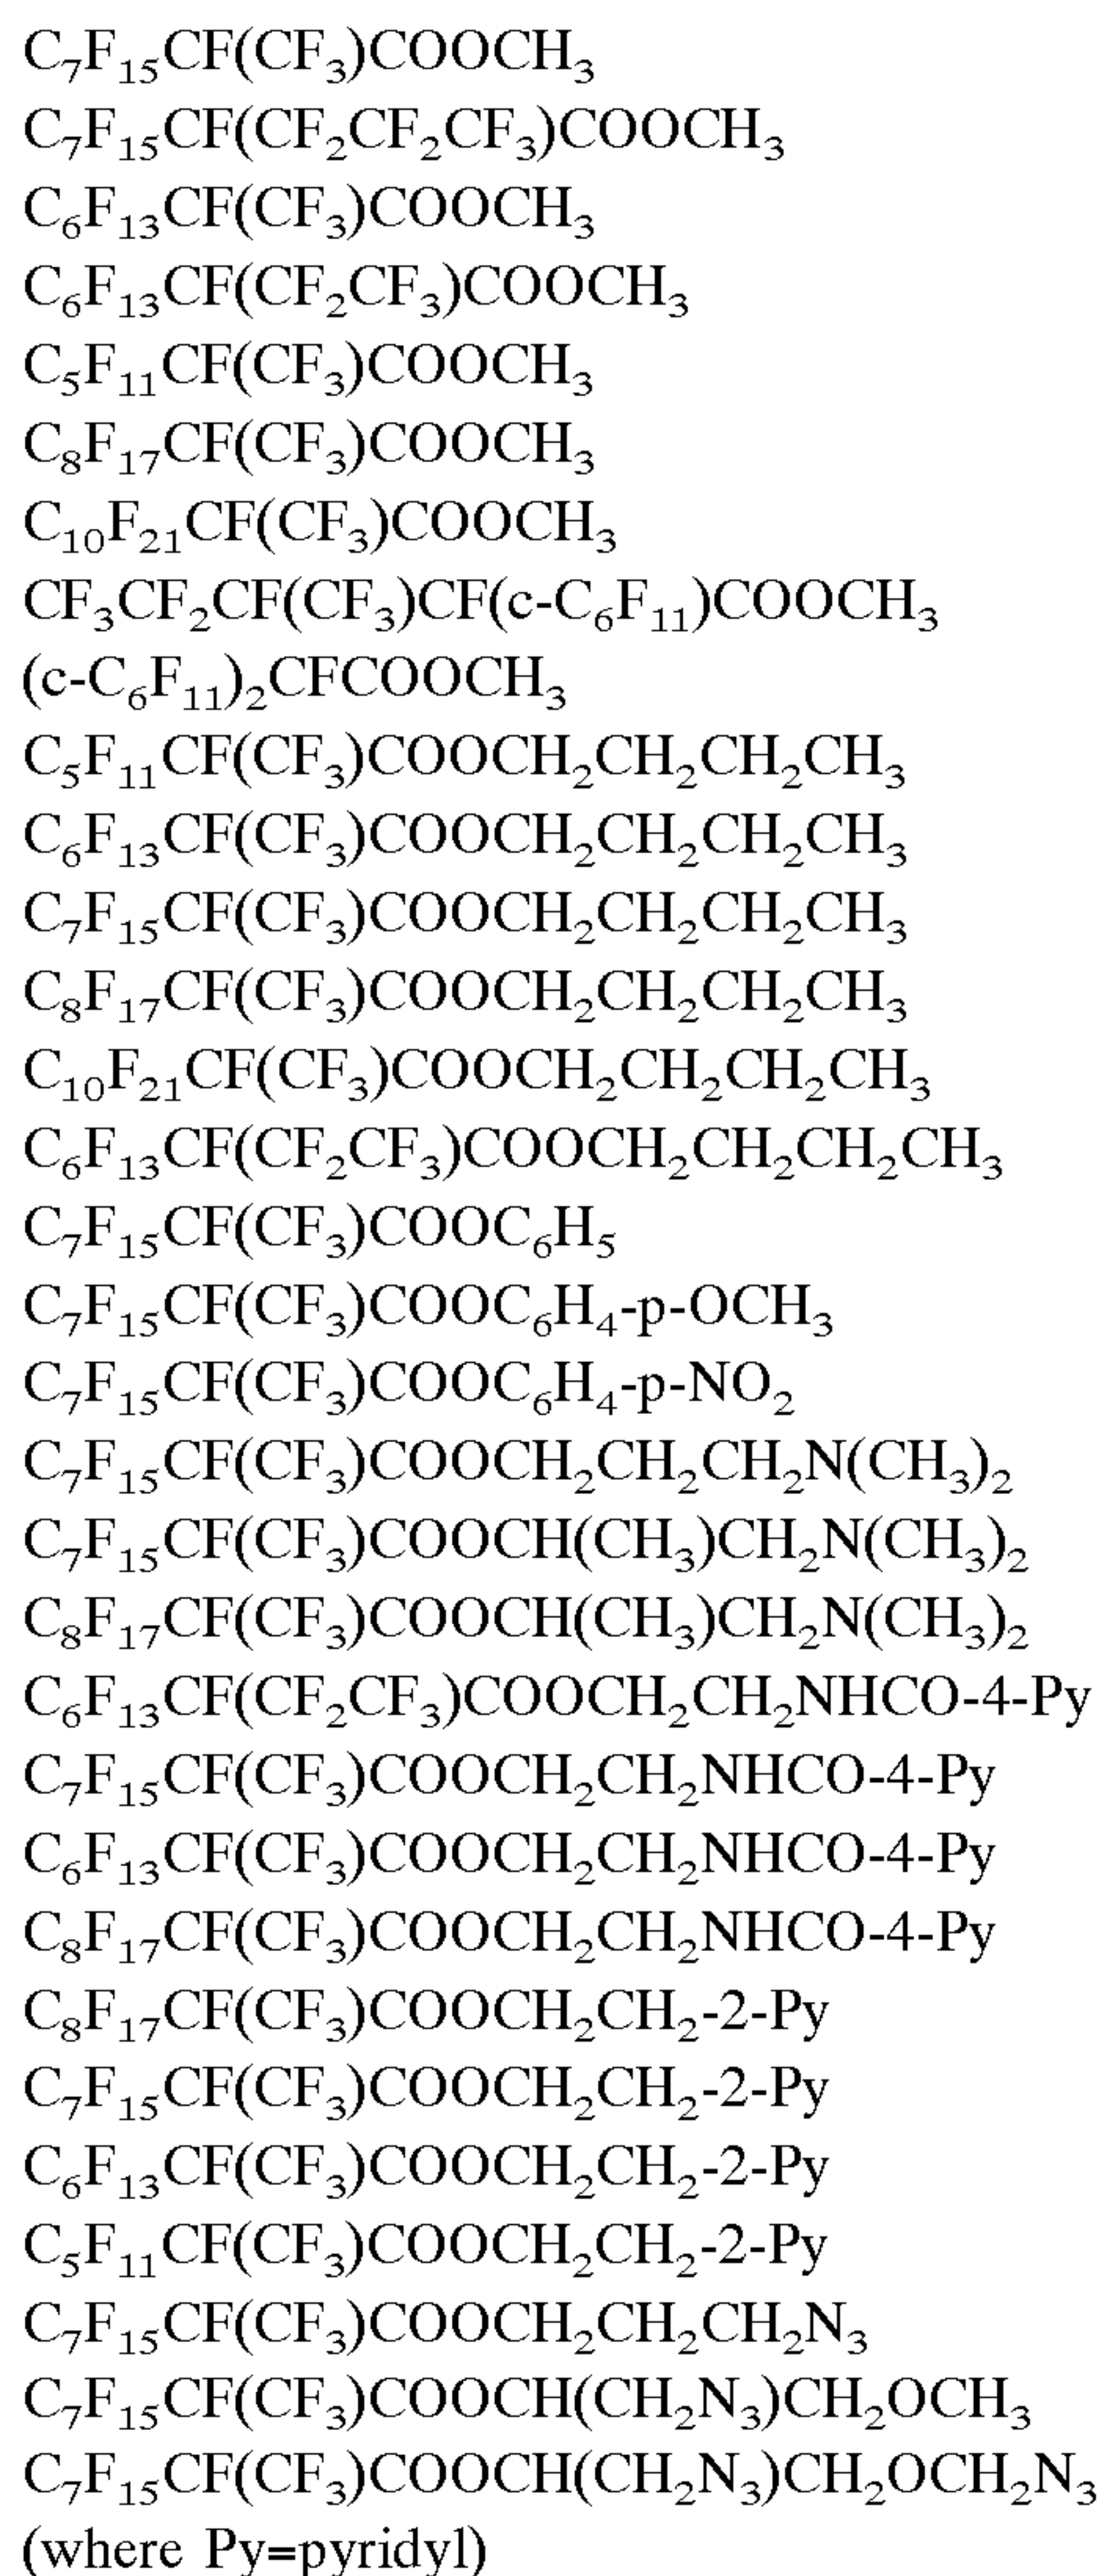 C₇F₁₅CF(CF₃)COOCH₃
C₇F₁₅CF(CF₂CF₂CF₃)COOCH₃
C₆F₁₃CF(CF₃)COOCH₃
C₆F₁₃CF(CF₂CF₃)COOCH₃
C₅F₁₁CF(CF₃)COOCH₃
C₈F₁₇CF(CF₃)COOCH₃
C₁₀F₂₁CF(CF₃)COOCH₃
CF₃CF₂CF(CF₃)CF(c-C₆F₁₁)COOCH₃
(c-C₆F₁₁)₂CFCOOCH₃
C₅F₁₁CF(CF₃)COOCH₂CH₂CH₂CH₃
C₆F₁₃CF(CF₃)COOCH₂CH₂CH₂CH₃
C₇F₁₅CF(CF₃)COOCH₂CH₂CH₂CH₃
C₈F₁₇CF(CF₃)COOCH₂CH₂CH₂CH₃
C₁₀F₂₁CF(CF₃)COOCH₂CH₂CH₂CH₃
C₆F₁₃CF(CF₂CF₃)COOCH₂CH₂CH₂CH₃
C₇F₁₅CF(CF₃)COOC₆H₅
C₇F₁₅CF(CF₃)COOC₆H₄-p-OCH₃
C₇F₁₅CF(CF₃)COOC₆H₄-p-NO₂
C₇F₁₅CF(CF₃)COOCH₂CH₂CH₂N(CH₃)₂
C₇F₁₅CF(CF₃)COOCH(CH₃)CH₂N(CH₃)₂
C₈F₁₇CF(CF₃)COOCH(CH₃)CH₂N(CH₃)₂
C₆F₁₃CF(CF₂CF₃)COOCH₂CH₂NHCO-4-Py
C₇F₁₅CF(CF₃)COOCH₂CH₂NHCO-4-Py
C₆F₁₃CF(CF₃)COOCH₂CH₂NHCO-4-Py
C₈F₁₇CF(CF₃)COOCH₂CH₂NHCO-4-Py
C₈F₁₇CF(CF₃)COOCH₂CH₂-2-Py
C₇F₁₅CF(CF₃)COOCH₂CH₂-2-Py
C₆F₁₃CF(CF₃)COOCH₂CH₂-2-Py
C₅F₁₁CF(CF₃)COOCH₂CH₂-2-Py
C₇F₁₅CF(CF₃)COOCH₂CH₂CH₂N₃
C₇F₁₅CF(CF₃)COOCH(CH₂N₃)CH₂OCH₃
C₇F₁₅CF(CF₃)COOCH(CH₂N₃)CH₂OCH₂N₃
(where Py=pyridyl)